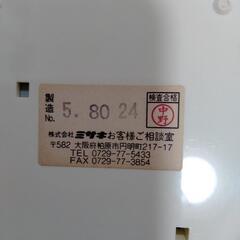 製造No. 5. 80 24
検査合格
中野
株式会社ミサキお客様ご相談室
〒582 大阪府柏原市円明町217-17
TEL 0729-77-5433
FAX 0729-77-3854